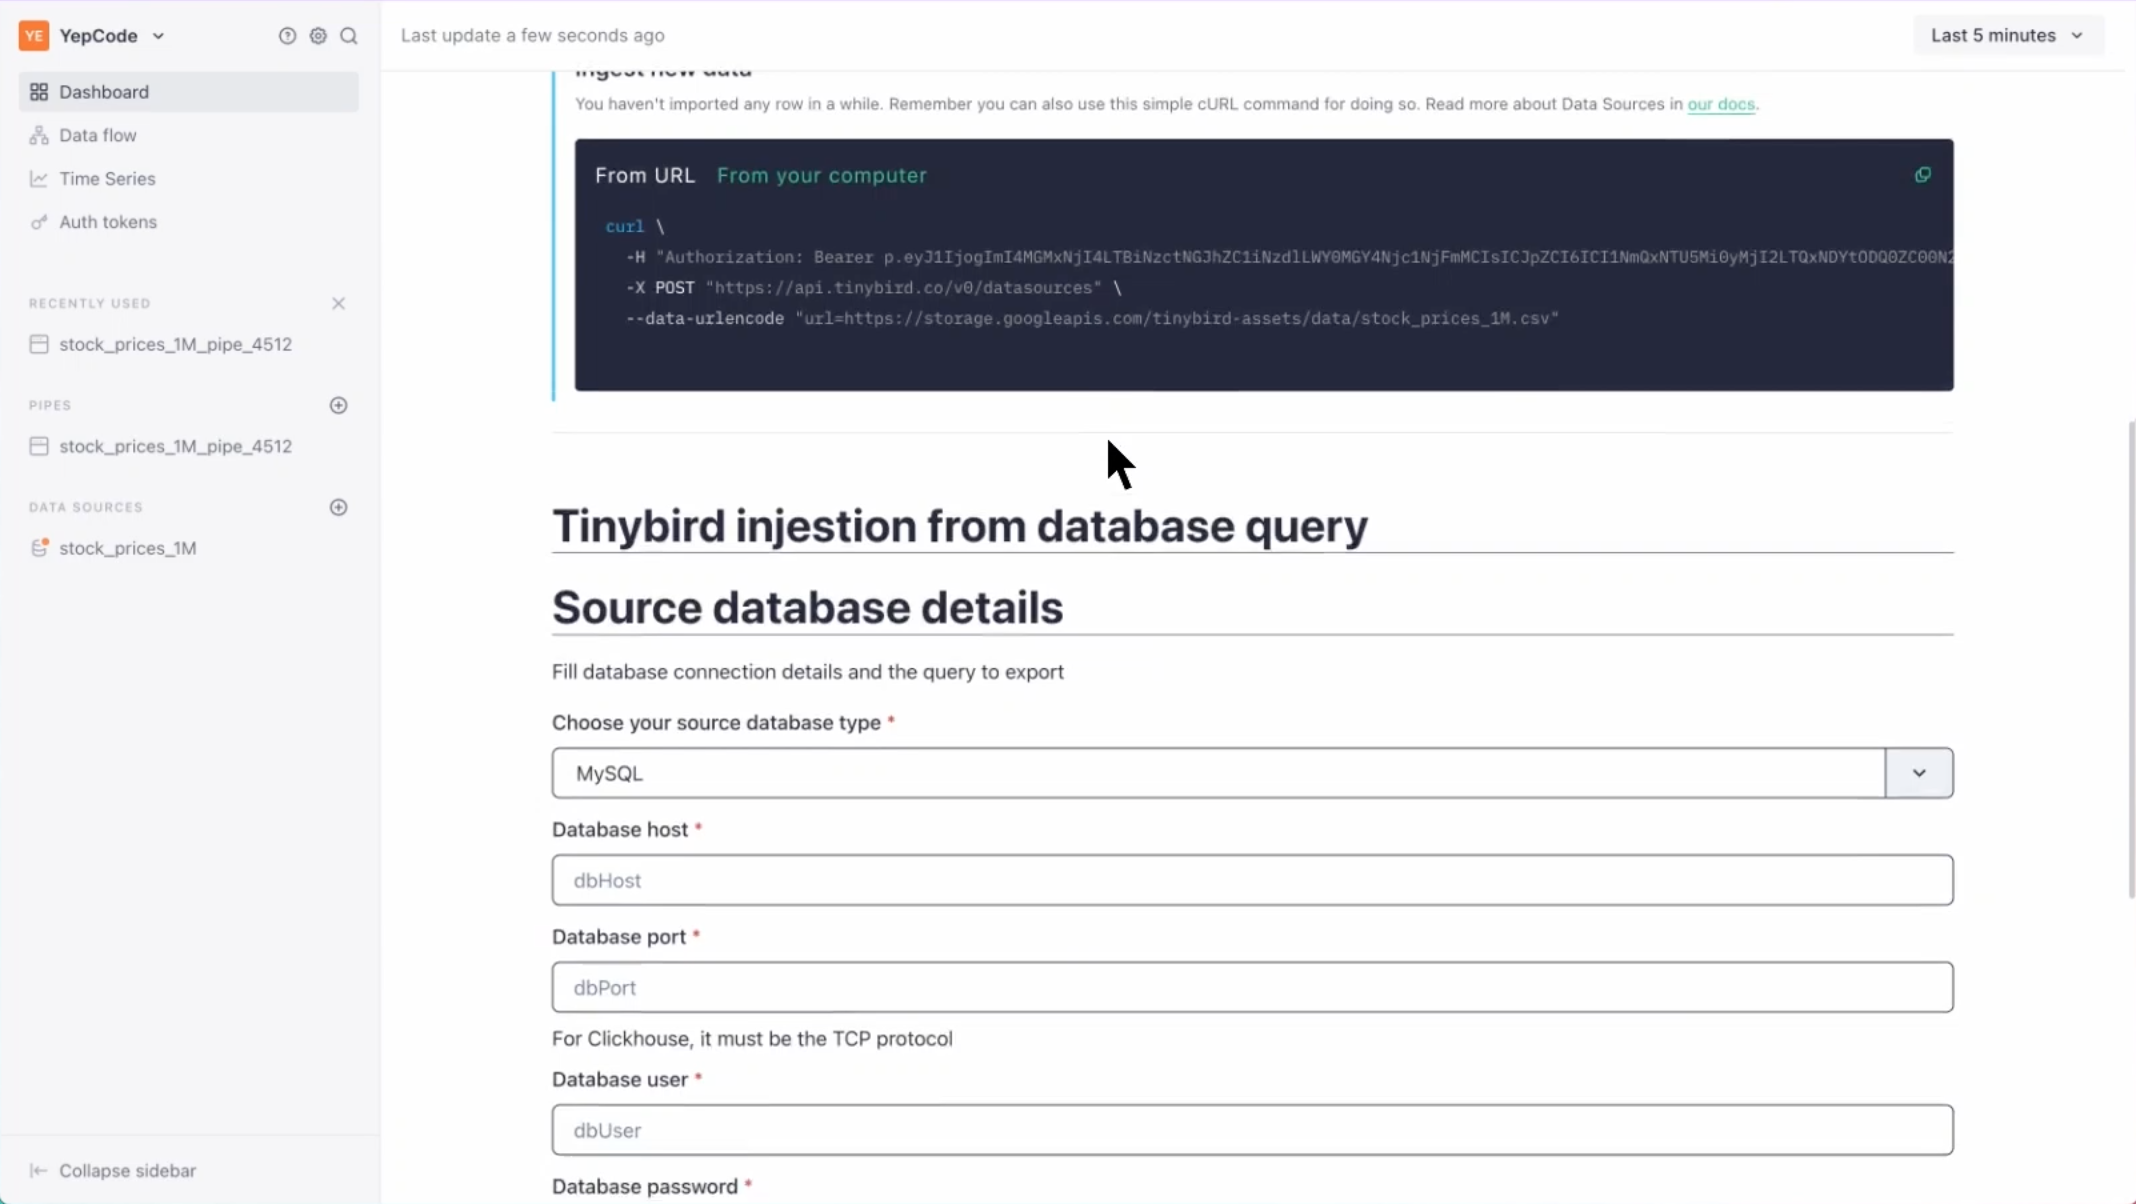 YE YepCode
Dashboard
Data flow
Time Series
Auth tokens
RECENTLY USED
stock_prices_1M_pipe_4512
PIPES
stock_prices_1M_pipe_4512
DATA SOURCES
stock_prices_1M
Collapse sidebar
Last update a few seconds ago
Last 5 minutes
Ingest new data
You haven't imported any row in a while. Remember you can also use this simple cURL command for doing so. Read more about Data Sources in our docs.
From URL From your computer
curl \
-H "Authorization: Bearer p.eyJ1IjogImI4MGMxNjI4LTBiNzctNGJhZC1iNzdlLWY0MGY4Njc1NjFmMCIsICJpZCI6ICI1NmQxNTU5Mi0yMjI2LTQxNDYtODQ0ZC00N2
-X POST "https://api.tinybird.co/v0/datasources" \
--data-urlencode "url=https://storage.googleapis.com/tinybird-assets/data/stock_prices_1M.csv"
Tinybird injestion from database query
Source database details
Fill database connection details and the query to export
Choose your source database type *
MySQL
Database host *
dbHost
Database port *
dbPort
For Clickhouse, it must be the TCP protocol
Database user *
dbUser
Database password *